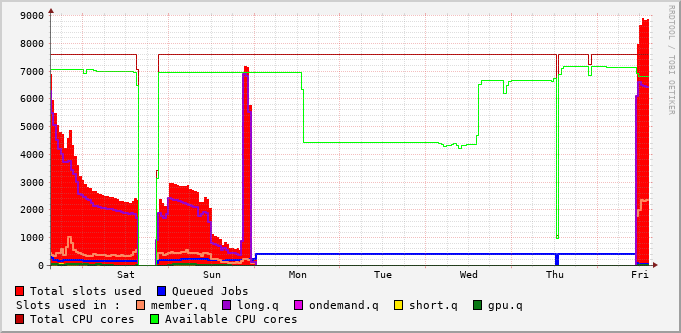 RRDTOOL / TOBI OETIKER
9000
8000
7000
6000
5000
4000
3000
2000
1000
0
Sat Sun Mon Tue Wed Thu Fri
Total slots used Queued Jobs
Slots used in : member.q long.q ondemand.q short.q gpu.q
Total CPU cores Available CPU cores